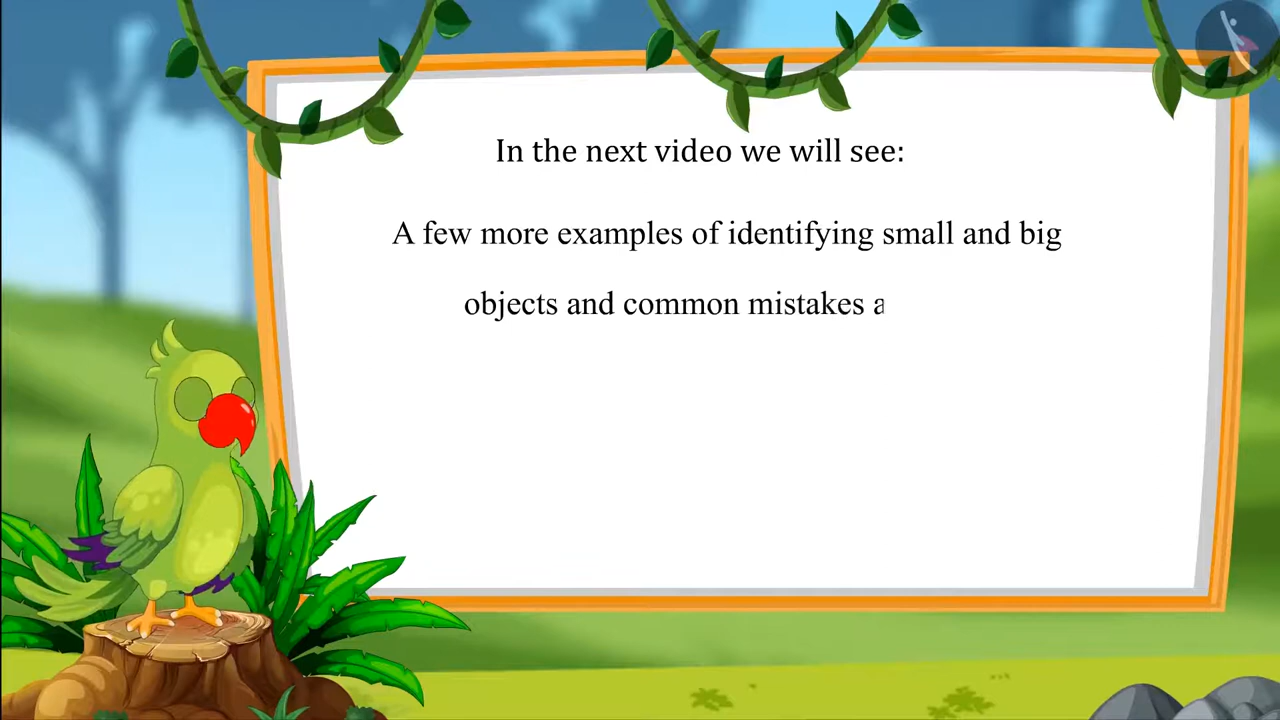 In the next video we will see:
A few more examples of identifying small and big
objects and common mistakes a